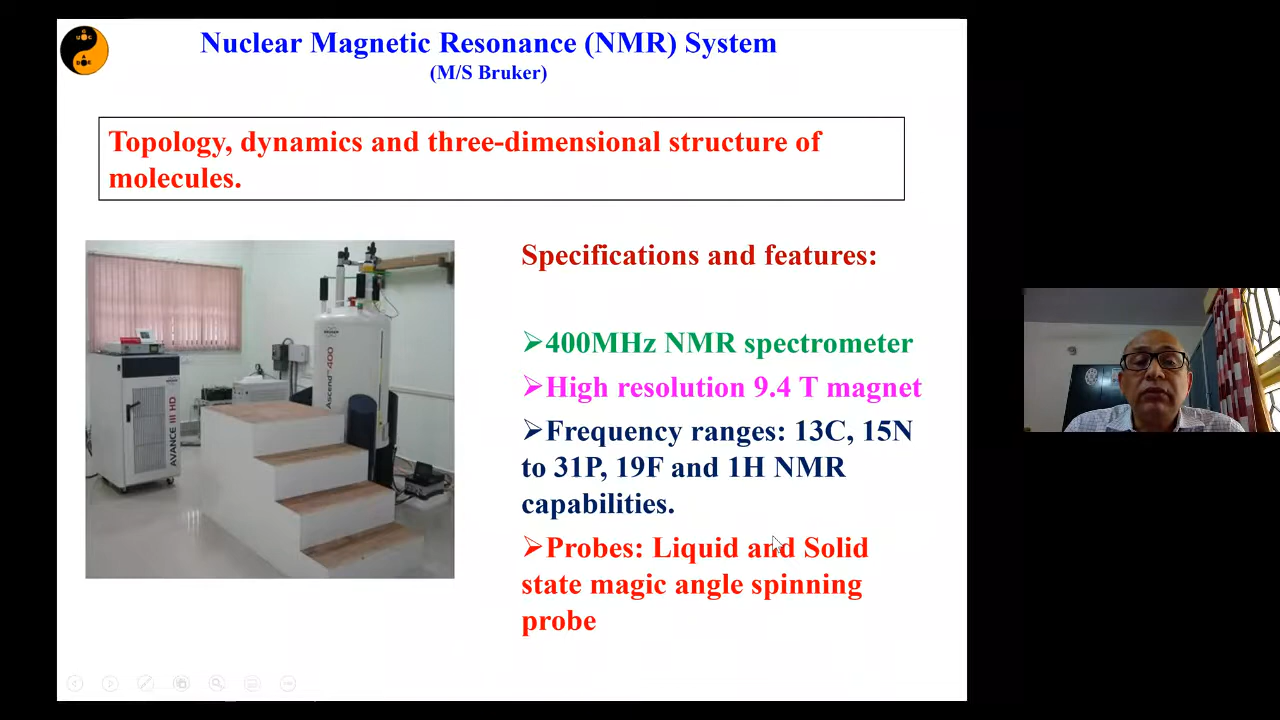 Nuclear Magnetic Resonance (NMR) System
(M/S Bruker)
Topology, dynamics and three-dimensional structure of
molecules.
Specifications and features:
➢400MHz NMR spectrometer
➢High resolution 9.4 T magnet
➢Frequency ranges: 13C, 15N
to 31P, 19F and 1H NMR
capabilities.
➢Probes: Liquid and Solid
state magic angle spinning
probe
AVANCE III HD
Ascend 400